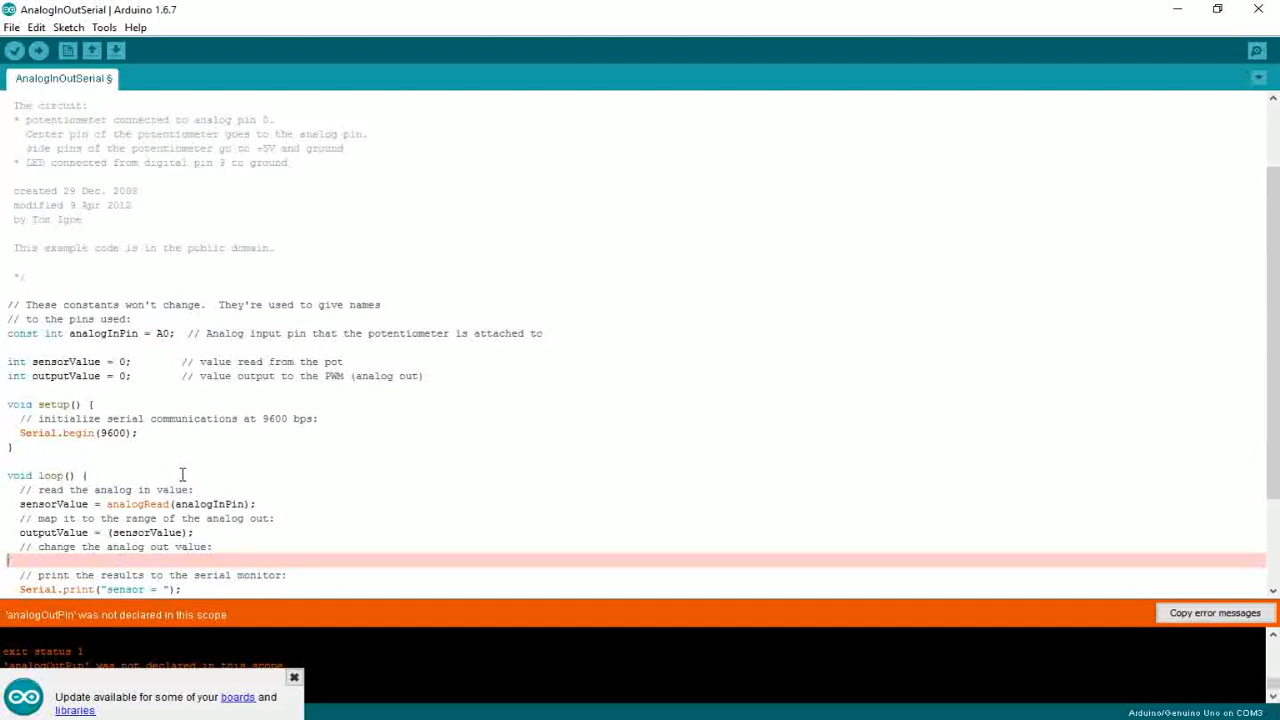 AnalogInOutSerial | Arduino 1.6.7
File Edit Sketch Tools Help
AnalogInOutSerial §
The circuit:
* potentiometer connected to analog pin 0.
Center pin of the potentiometer goes to the analog pin.
side pins of the potentiometer go to +5V and ground
* LED connected from digital pin 9 to ground
created 29 Dec. 2008
modified 9 Apr 2012
by Tom Igoe
This example code is in the public domain.
*/
// These constants won't change.  They're used to give names
// to the pins used:
const int analogInPin = A0;  // Analog input pin that the potentiometer is attached to
int sensorValue = 0;        // value read from the pot
int outputValue = 0;        // value output to the PWM (analog out)
void setup() {
// initialize serial communications at 9600 bps:
Serial.begin(9600);
}
void loop() {
// read the analog in value:
sensorValue = analogRead(analogInPin);
// map it to the range of the analog out:
outputValue = (sensorValue);
// change the analog out value:
// print the results to the serial monitor:
Serial.print("sensor = ");
'analogOutPin' was not declared in this scope
Copy error messages
exit status 1
'analogOutPin' was not declared in this scope
Update available for some of your boards and
libraries
Arduino/Genuino Uno on COM3